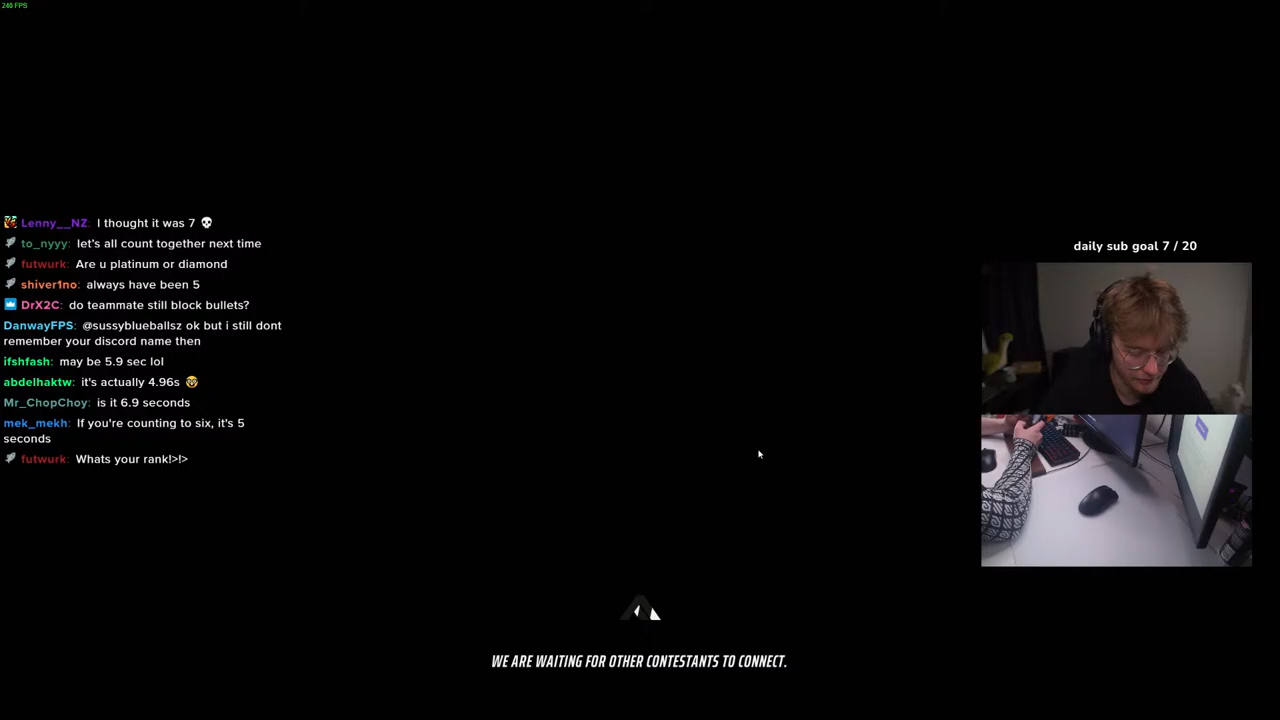 240 FPS
Lenny__NZ: I thought it was 7 💀
to_nyyy: let's all count together next time
futwurk: Are u platinum or diamond
shiver1no: always have been 5
DrX2C: do teammate still block bullets?
DanwayFPS: @sussyblueballsz ok but i still dont
remember your discord name then
ifshfash: may be 5.9 sec lol
abdelhaktw: it's actually 4.96s 🤓
Mr_ChopChoy: is it 6.9 seconds
mek_mekh: If you're counting to six, it's 5
seconds
futwurk: Whats your rank!>!>
daily sub goal 7 / 20
WE ARE WAITING FOR OTHER CONTESTANTS TO CONNECT.